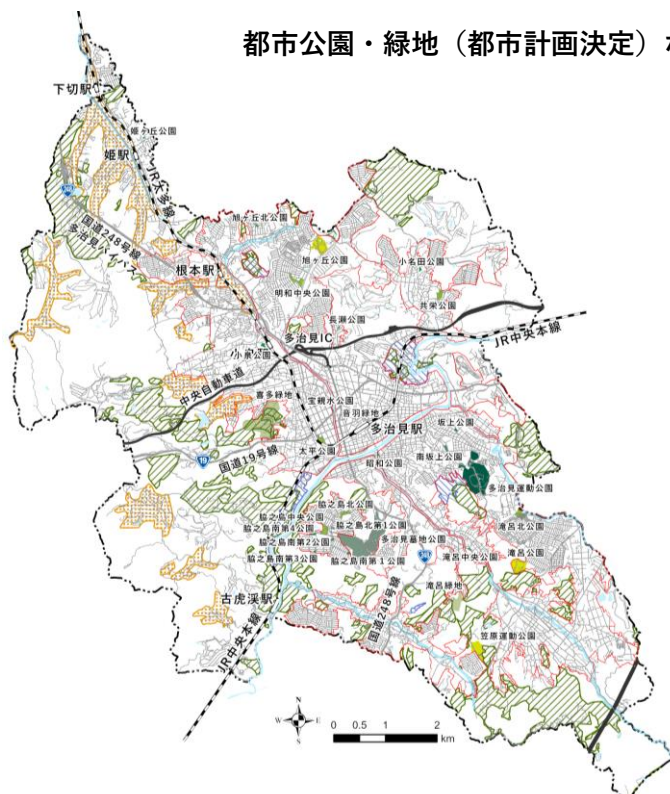 都市公園・緑地（都市計画決定）
下切駅
姫ヶ丘公園
姫駅
JR太多線
248
国道248号線
多治見バイパス
旭ヶ丘北公園
旭ヶ丘公園
小名田公園
根本駅
明和中央公園
共栄公園
長瀬公園
多治見IC
JR中央本線
小泉公園
中央自動車道
喜多緑地
宝親水公園
音羽緑地
坂上公園
多治見駅
国道19号線
19
太平公園
昭和公園
南坂上公園
多治見運動公園
脇之島北公園
脇之島中央公園
脇之島南第4公園
脇之島北第1公園
滝呂北公園
脇之島南第2公園
多治見墓地公園
脇之島南第3公園
脇之島南第1公園
248
滝呂中央公園
滝呂公園
滝呂緑地
古虎渓駅
国道248号線
笠原運動公園
JR中央本線
N
W
E
S
0 0.5 1 2
km